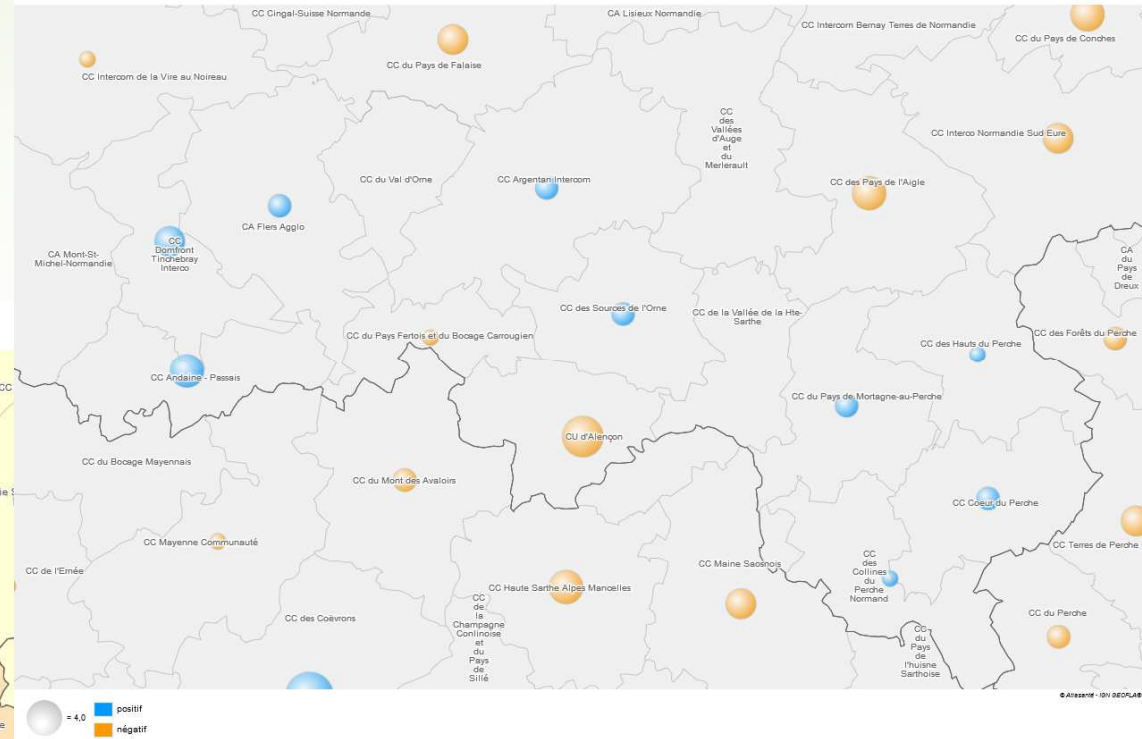 CC Cingal-Suisse Normande
CA Lisieux Normandie
CC Intercom Bernay Terres de Normandie
CC du Pays de Conches
CC Intercom de la Vire au Noireau
CC du Pays de Falaise
CC
des
Vallées
d'Auge
et
du
Merlerault
CC Interco Normandie Sud Eure
CC du Val d'Orne
CC Argentan Intercom
CC des Pays de l'Aigle
CA Flers Agglo
CA Mont-St-
Michel-Normandie
CC
Domfront
Tinchebray
Interco
CA
du
Pays
de
Dreux
CC des Sources de l'Orne
CC de la Vallée de la Hte-
Sarthe
CC du Pays Fertois et du Bocage Carrougien
CC des Hauts du Perche
CC des Forêts du Perche
CC
CC Andaine - Passais
CC du Pays de Mortagne-au-Perche
CU d'Alençon
CC du Bocage Mayennais
CC du Mont des Avaloirs
CC Coeur du Perche
CC Mayenne Communauté
CC Terres de Perche
CC de l'Ernée
CC Haute Sarthe Alpes Mancelles
CC Maine Saosnois
CC
des
Collines
du
Perche
Normand
CC des Coëvrons
CC
de
la
Champagne
Conlinoise
et
du
Pays
de
Sillé
CC du Perche
CC
du
Pays
de
l'huisne
Sarthoise
© Atlasanté - IGN GEOFLA®
= 4,0
positif
négatif